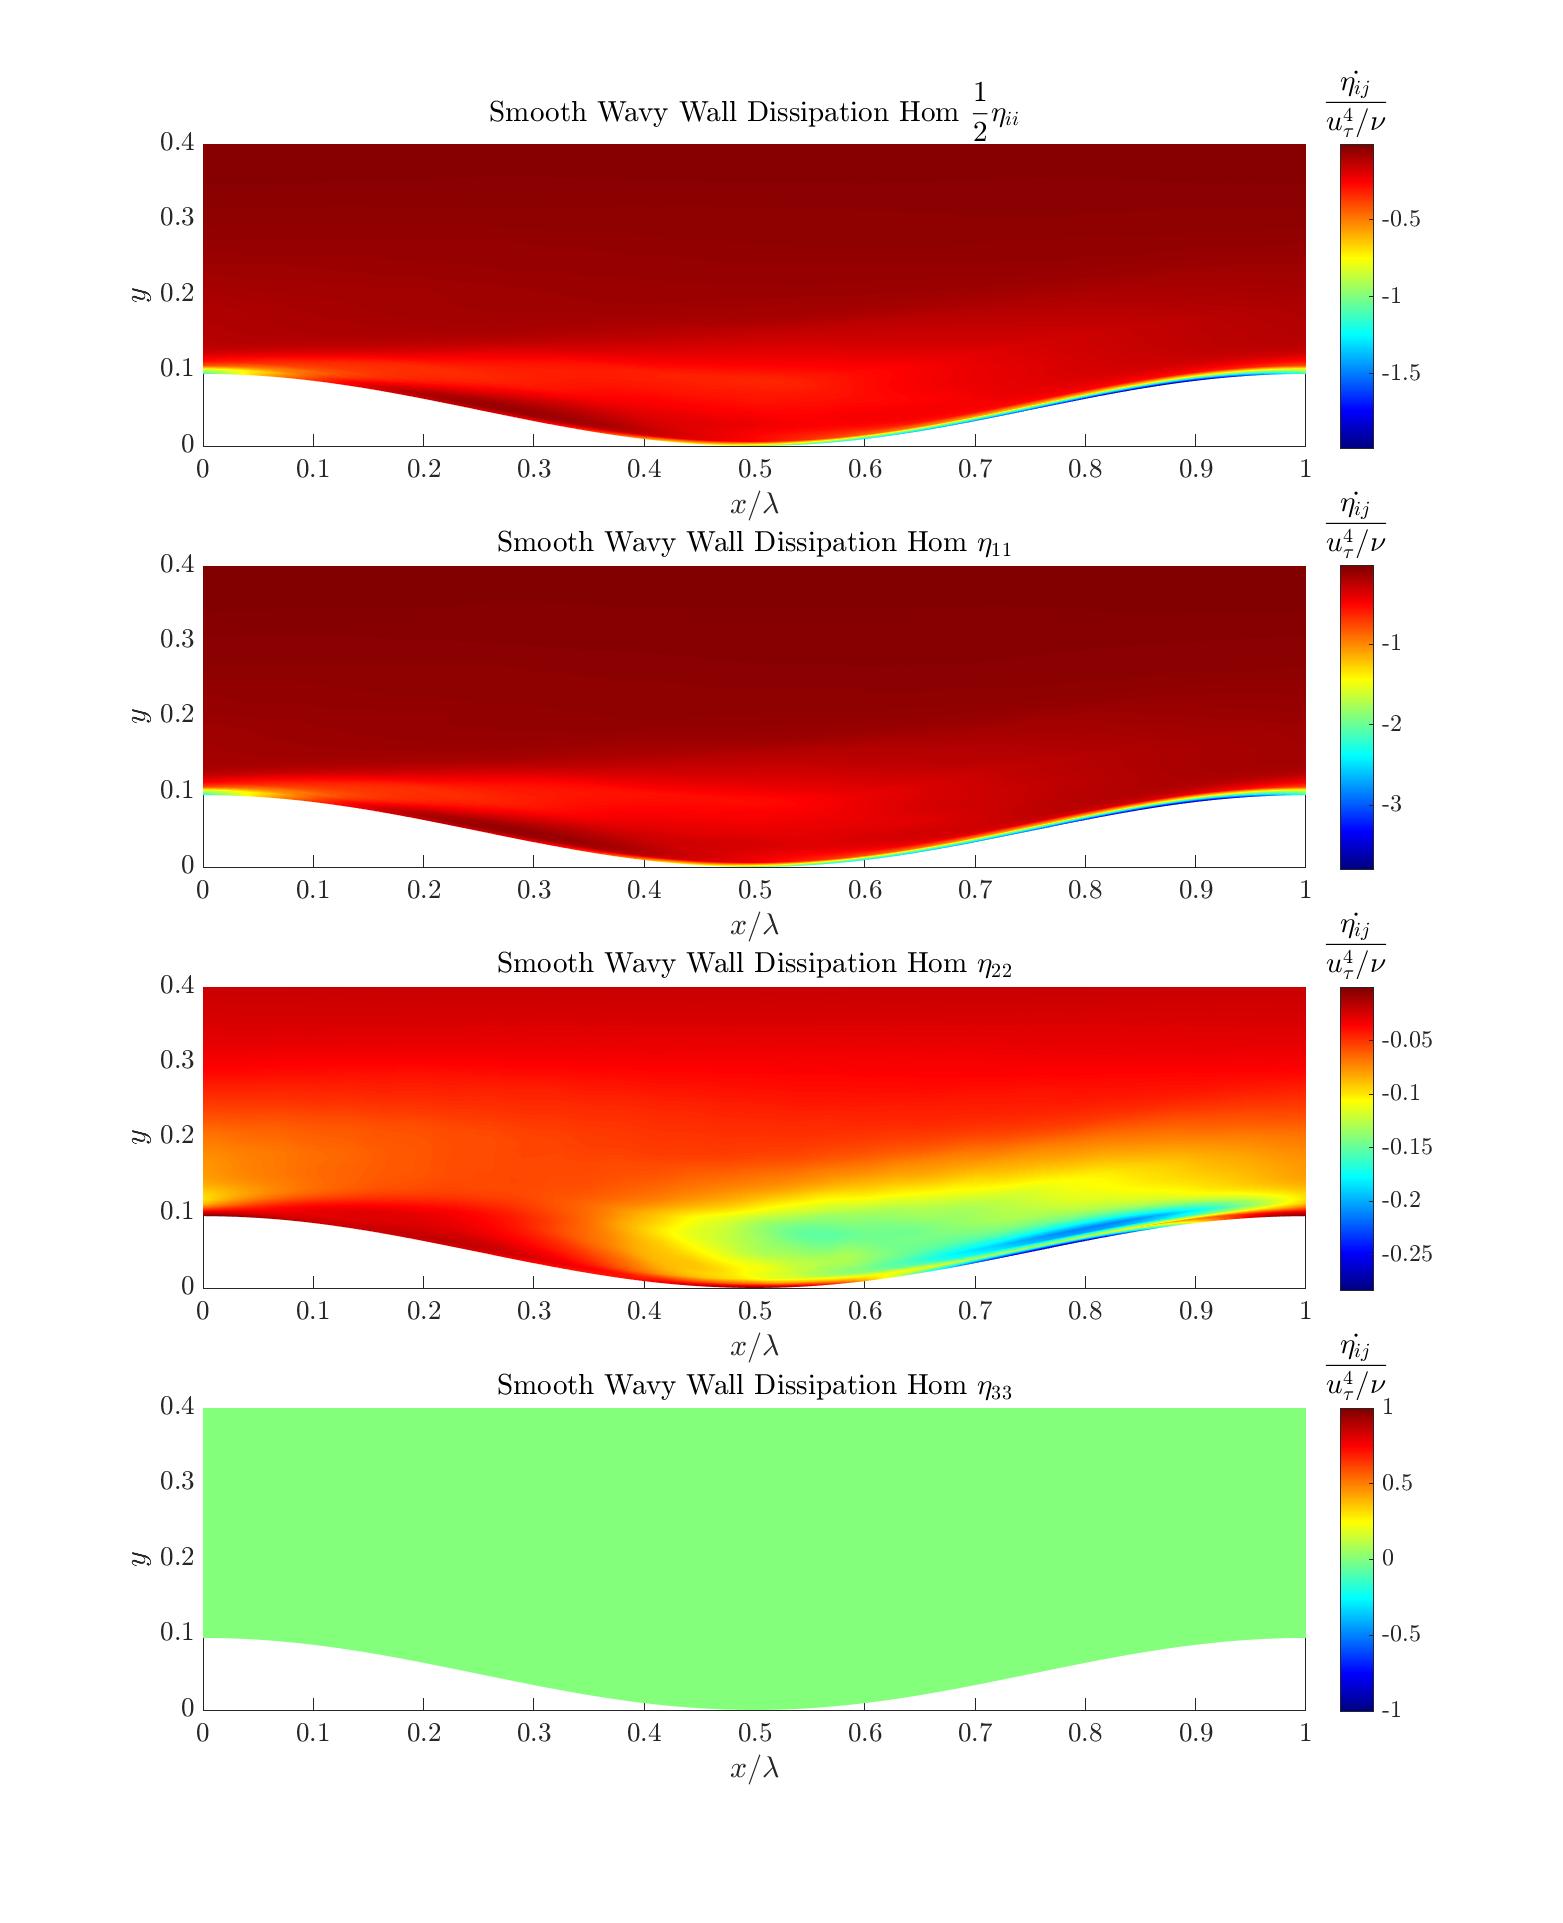 Smooth Wavy Wall Dissipation Hom 1/2 η_ii
η̇_ij / u_τ^4/ν
0.4
0.3
0.2
0.1
0
y
0 0.1 0.2 0.3 0.4 0.5 0.6 0.7 0.8 0.9 1
x/λ
-0.5
-1
-1.5
Smooth Wavy Wall Dissipation Hom η_11
η̇_ij / u_τ^4/ν
0.4
0.3
0.2
0.1
0
y
0 0.1 0.2 0.3 0.4 0.5 0.6 0.7 0.8 0.9 1
x/λ
-1
-2
-3
Smooth Wavy Wall Dissipation Hom η_22
η̇_ij / u_τ^4/ν
0.4
0.3
0.2
0.1
0
y
0 0.1 0.2 0.3 0.4 0.5 0.6 0.7 0.8 0.9 1
x/λ
-0.05
-0.1
-0.15
-0.2
-0.25
Smooth Wavy Wall Dissipation Hom η_33
η̇_ij / u_τ^4/ν
0.4
0.3
0.2
0.1
0
y
0 0.1 0.2 0.3 0.4 0.5 0.6 0.7 0.8 0.9 1
x/λ
1
0.5
0
-0.5
-1